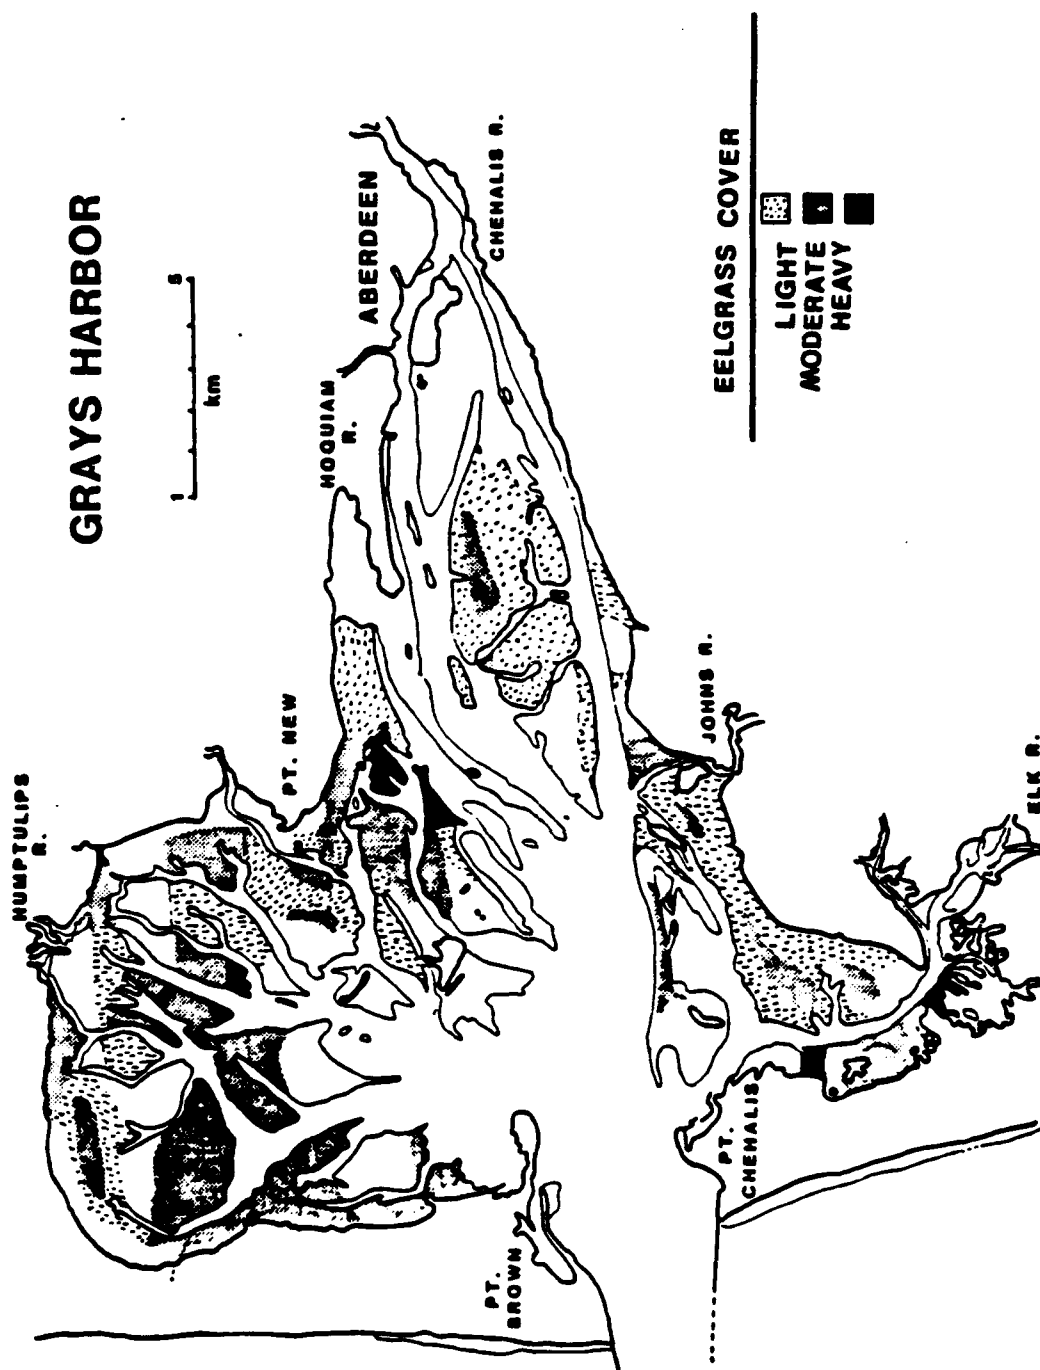 GRAYS HARBOR
1 5
km
HUMPTULIPS
R.
PT. NEW
HOQUIAM
R.
ABERDEEN
CHEHALIS R.
PT.
BROWN
PT.
CHEHALIS
JOHNS R.
ELK R.
EELGRASS COVER
LIGHT
MODERATE
HEAVY